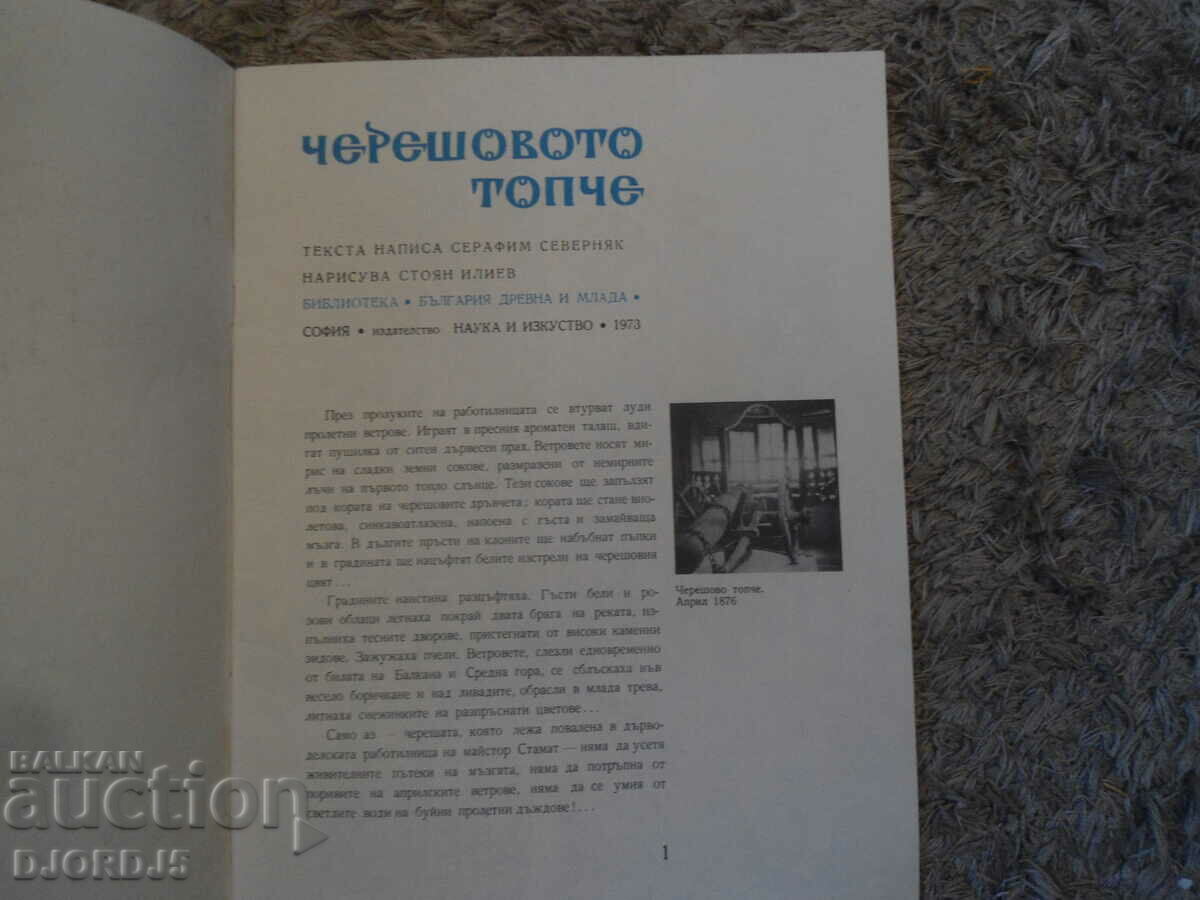 ЧЕРЕШОВОТО
ТОПЧЕ
ТЕКСТА НАПИСА СЕРАФИМ СЕВЕРНЯК
НАРИСУВА СТОЯН ИЛИЕВ
БИБЛИОТЕКА • БЪЛГАРИЯ ДРЕВНА И МЛАДА •
СОФИЯ • издателство НАУКА И ИЗКУСТВО • 1973
През пролуките на работилницата се втурват луди
пролетни ветрове. Играят в пресния ароматен талаш, вди-
гат пушилка от ситен дървесен прах. Ветровете носят ми-
рис на сладки земни сокове, размразени от немирните
лъчи на първото топло слънце. Тези сокове ще запълзят
под кората на черешовите дръвчета; кората ще стане вио-
летова, синкавоатлазена, напоена с гъста и замайваща
мъзга. В дългите пръсти на клоните ще набъбнат пъпки
и в градината ще нацъфтят белите изстрели на черешовия
цвят...
Градините наистина разцъфтяха. Гъсти бели и ро-
зови облаци легнаха покрай двата бряга на реката, из-
пълниха тесните дворове, пристегнати от високи каменни
зидове. Зажужаха пчели. Ветровете, слезли едновременно
от билата на Балкана и Средна гора, се сблъскаха във
весело боричкане и над ливадите, обрасли в млада трева,
литнаха снежинките на разпръснати цветове...
Само аз — черешата, която лежа повалена в дърво-
делската работилница на майстор Стамат — няма да усетя
живителните пътеки на мъзгата, няма да потръпна от
поривите на априлските ветрове, няма да се умия от
светлите води на буйни пролетни дъждове!...
Черешово топче.
Април 1876
1
BALKAN
auction
DJORDJ5